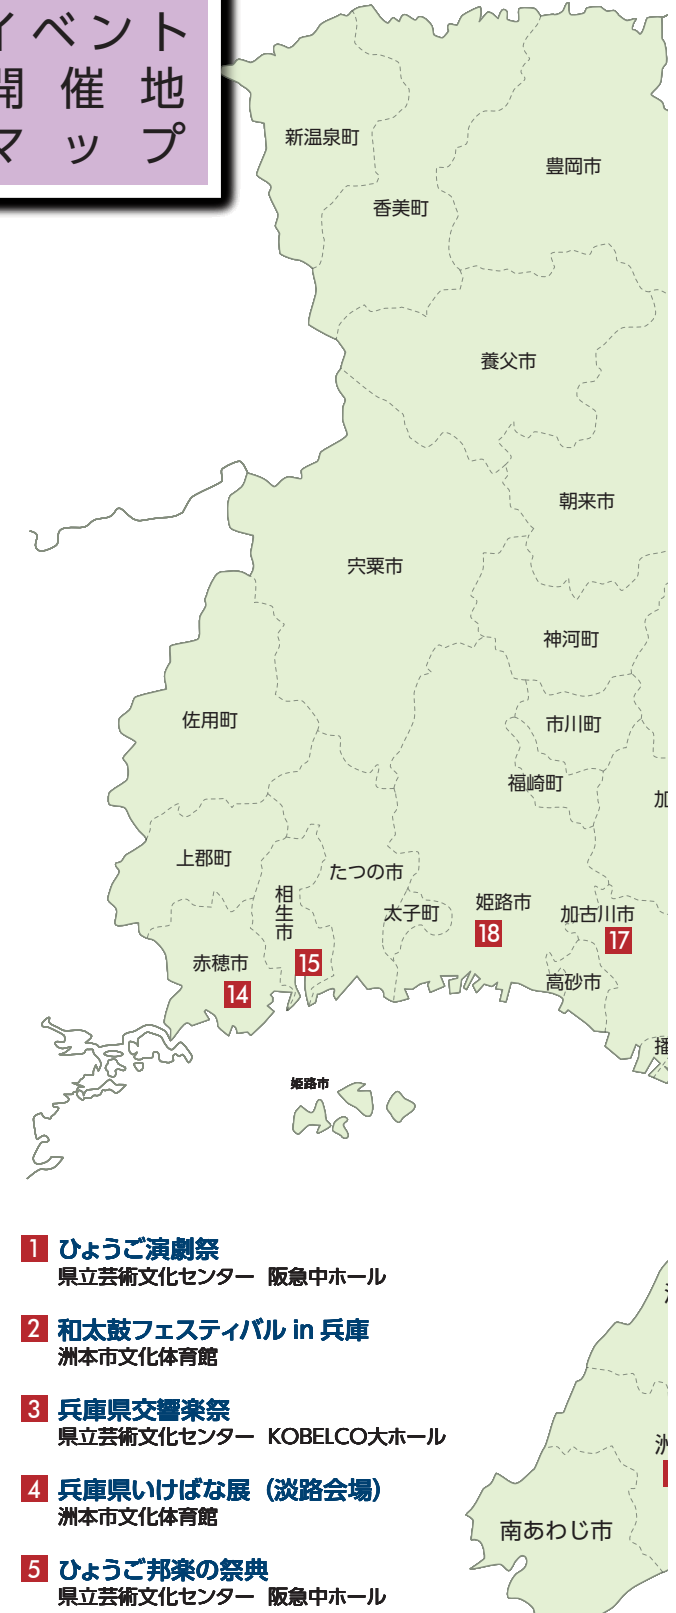 イベント
開催地
マップ
新温泉町
豊岡市
香美町
養父市
朝来市
宍粟市
神河町
佐用町
市川町
福崎町
加
上郡町
たつの市
相生市
太子町
姫路市
18
加古川市
17
赤穂市
14
15
高砂市
播
姫路市
1 ひょうご演劇祭
県立芸術文化センター 阪急中ホール
2 和太鼓フェスティバル in 兵庫
洲本市文化体育館
3 兵庫県交響楽祭
県立芸術文化センター KOBELCO大ホール
4 兵庫県いけばな展（淡路会場）
洲本市文化体育館
洲
南あわじ市
5 ひょうご邦楽の祭典
県立芸術文化センター 阪急中ホール